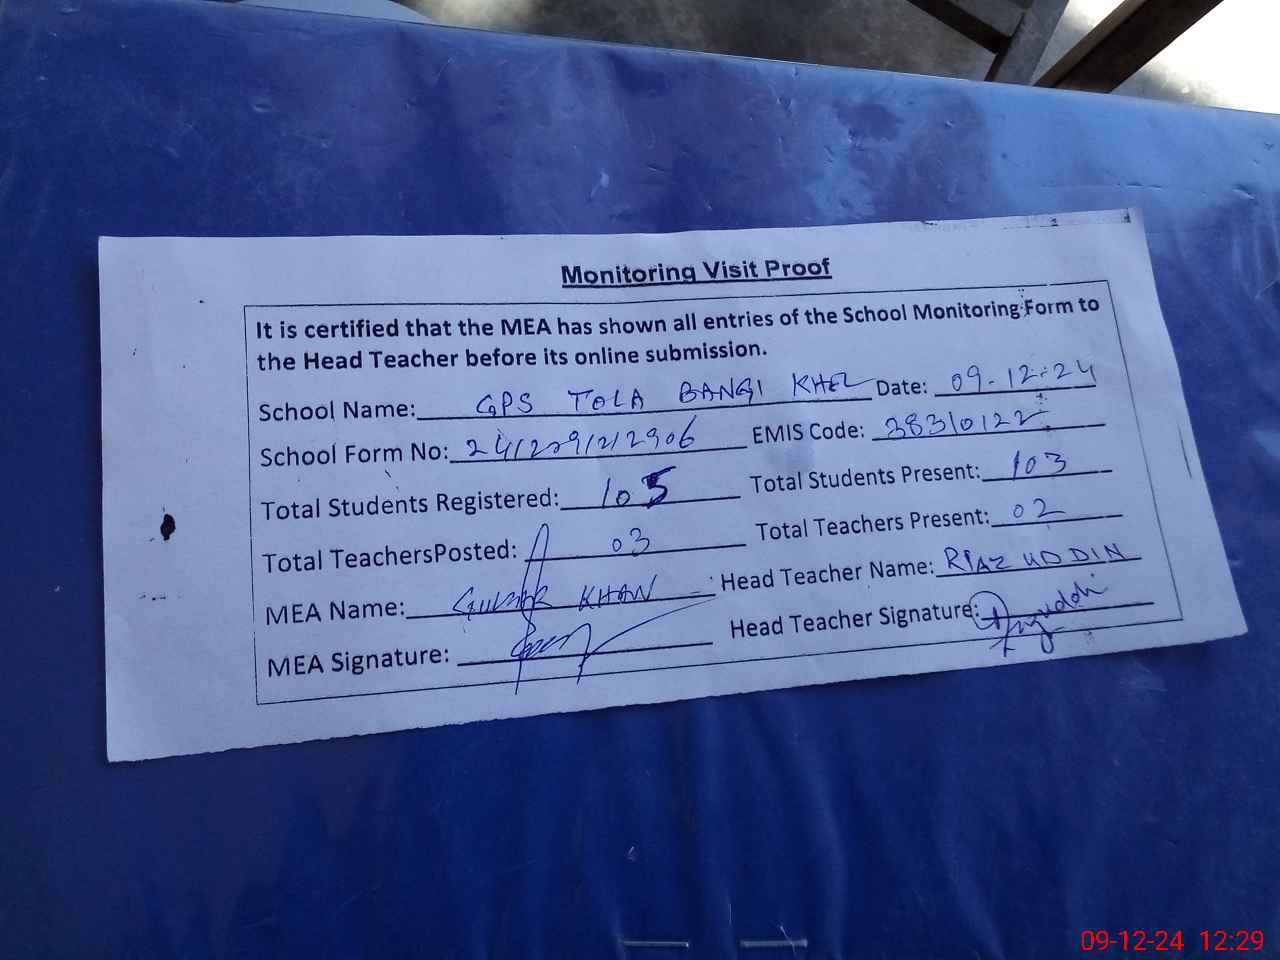 Monitoring Visit Proof
It is certified that the MEA has shown all entries of the School Monitoring Form to
the Head Teacher before its online submission.
School Name: GPS TOLA BANGI KHEL Date: 09-12-24
School Form No: EMIS Code: 38310122
Total Students Registered: 105 Total Students Present: 103
Total TeachersPosted: 03 Total Teachers Present: 02
MEA Name: KHAN Head Teacher Name: RIAZ UDDIN
MEA Signature: Head Teacher Signature:
09-12-24 12:29